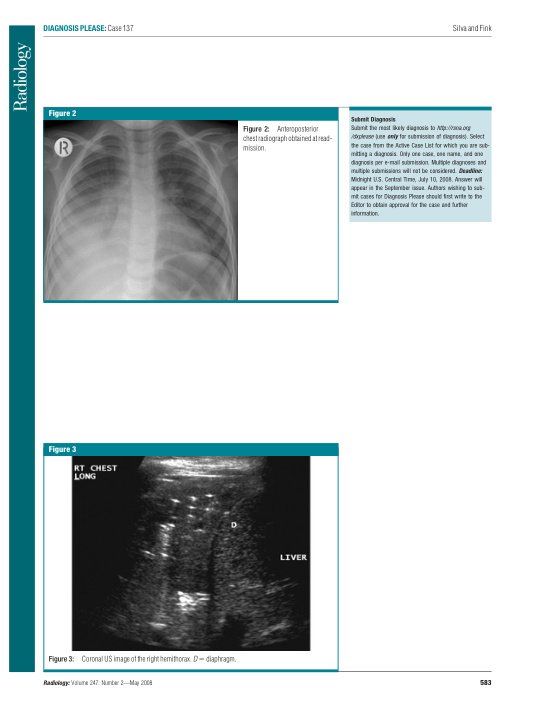 DIAGNOSIS PLEASE: Case 137
Silva and Fink
Radiology
Figure 2
R
Figure 2: Anteroposterior
chest radiograph obtained at read-
mission.
Submit Diagnosis
Submit the most likely diagnosis to http://rsna.org
/dxplease (use only for submission of diagnosis). Select
the case from the Active Case List for which you are sub-
mitting a diagnosis. Only one case, one name, and one
diagnosis per e-mail submission. Multiple diagnoses and
multiple submissions will not be considered. Deadline:
Midnight U.S. Central Time, July 10, 2008. Answer will
appear in the September issue. Authors wishing to sub-
mit cases for Diagnosis Please should first write to the
Editor to obtain approval for the case and further
information.
Figure 3
RT CHEST
LONG
D
LIVER
Figure 3: Coronal US image of the right hemithorax. D = diaphragm.
Radiology: Volume 247: Number 2—May 2008
583